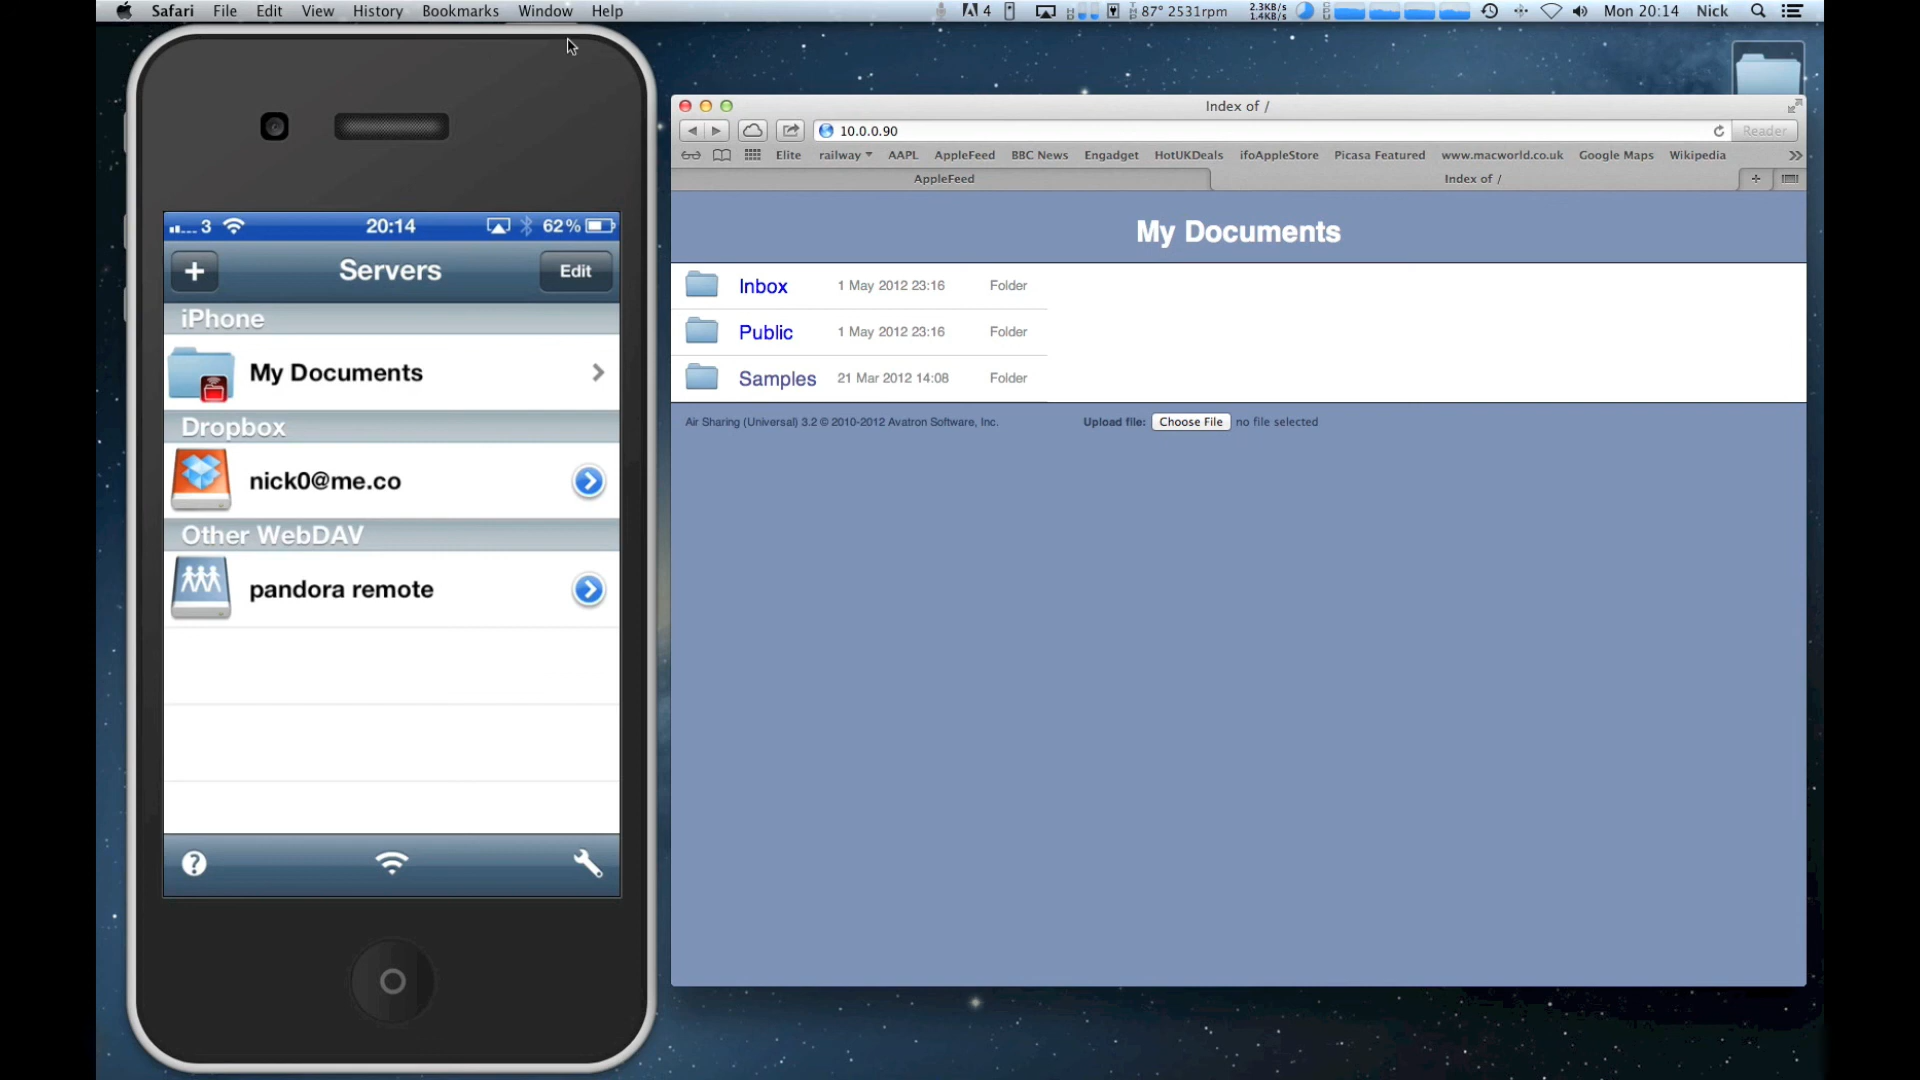 Safari File Edit View History Bookmarks Window Help
4 87° 2531rpm 2.3KB/s 1.4KB/s Mon 20:14 Nick
Index of /
10.0.0.90 Reader
Elite railway AAPL AppleFeed BBC News Engadget HotUKDeals ifoAppleStore Picasa Featured www.macworld.co.uk Google Maps Wikipedia
AppleFeed Index of /
My Documents
Inbox 1 May 2012 23:16 Folder
Public 1 May 2012 23:16 Folder
Samples 21 Mar 2012 14:08 Folder
Air Sharing (Universal) 3.2 © 2010-2012 Avatron Software, Inc. Upload file: Choose File no file selected
3 20:14 62%
Servers Edit
iPhone
My Documents
Dropbox
nick0@me.co
Other WebDAV
pandora remote